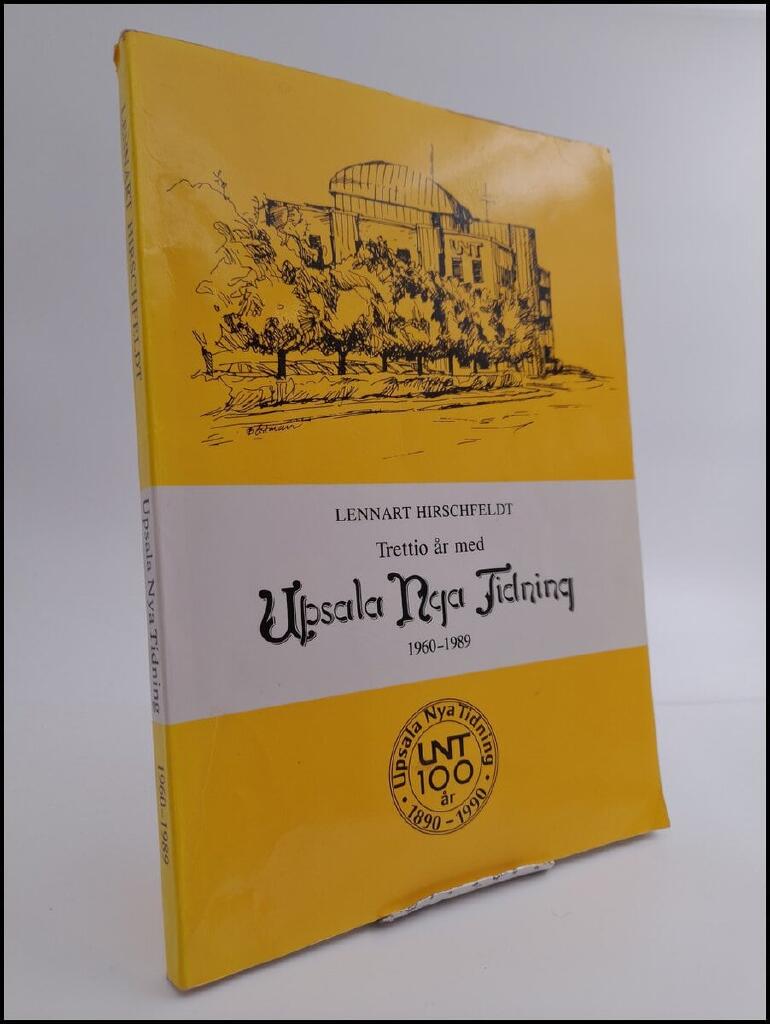 LENNART HIRSCHFELDT
Upsala Nya Tidning
1960–1989
UNT
LENNART HIRSCHFELDT
Trettio år med
Upsala Nya Tidning
1960–1989
Upsala Nya Tidning
UNT
100
år
• 1890–1990 •